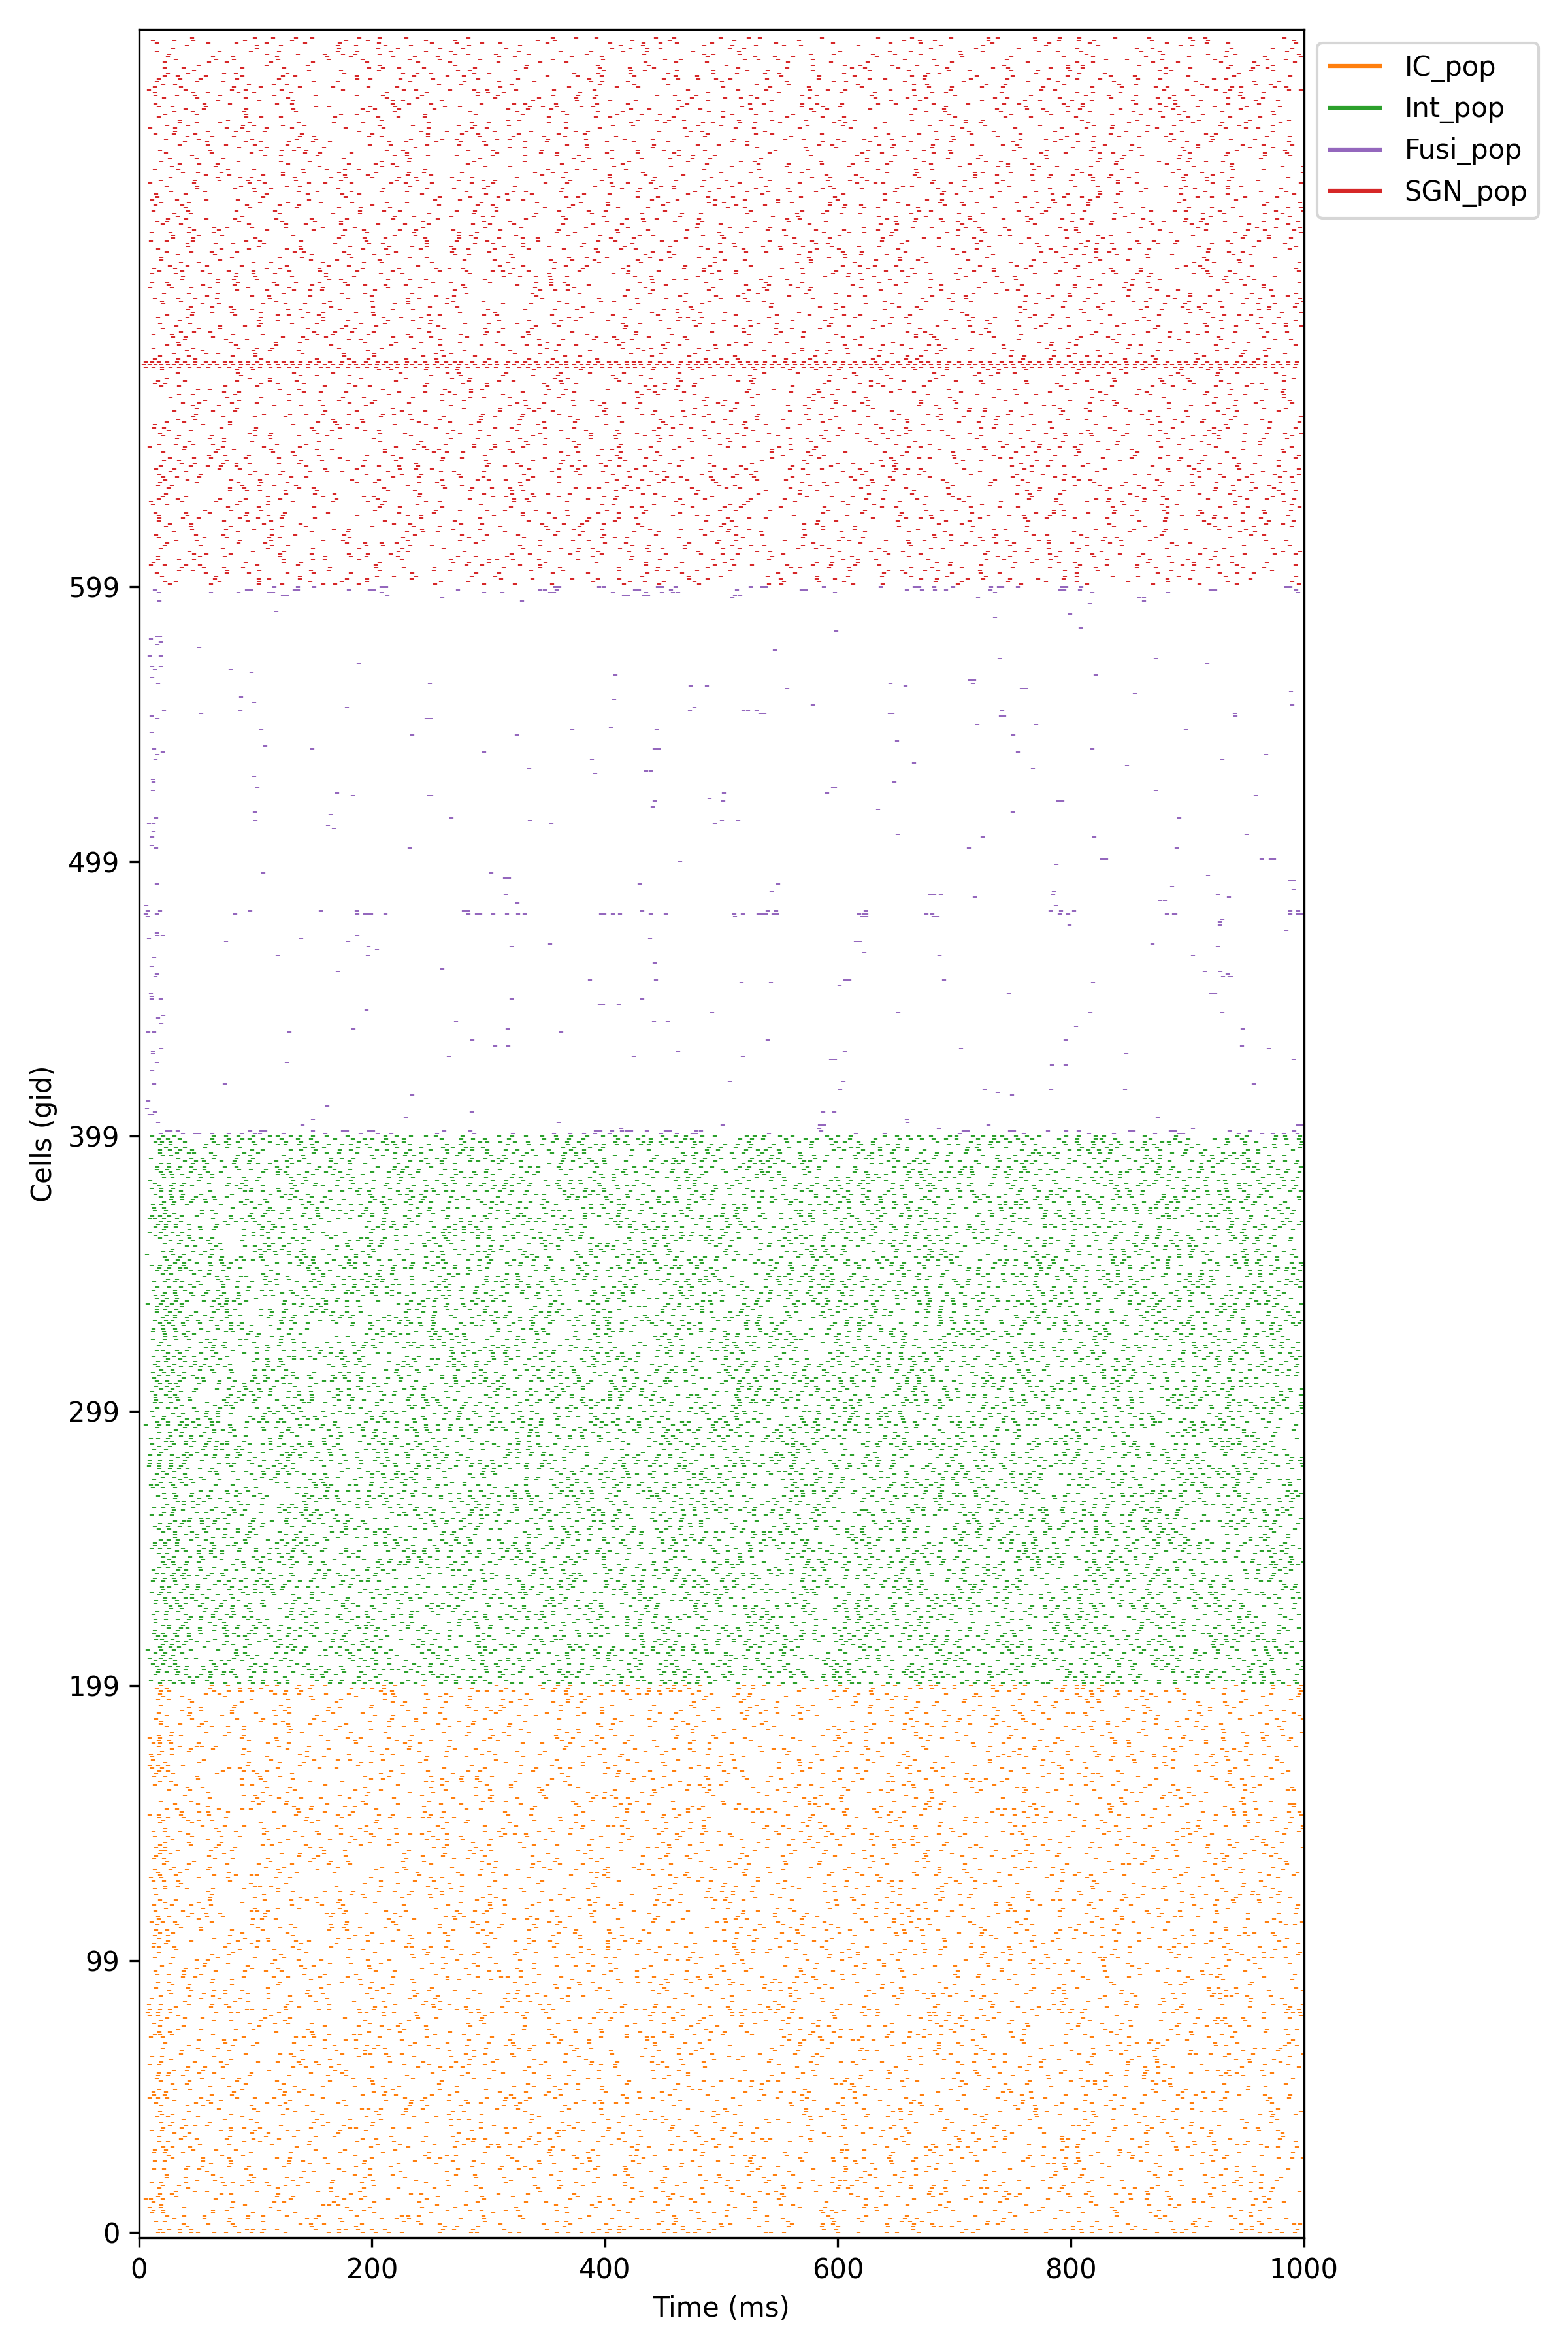 IC_pop
Int_pop
Fusi_pop
SGN_pop
599
499
399
299
199
99
0
Cells (gid)
0 200 400 600 800 1000
Time (ms)